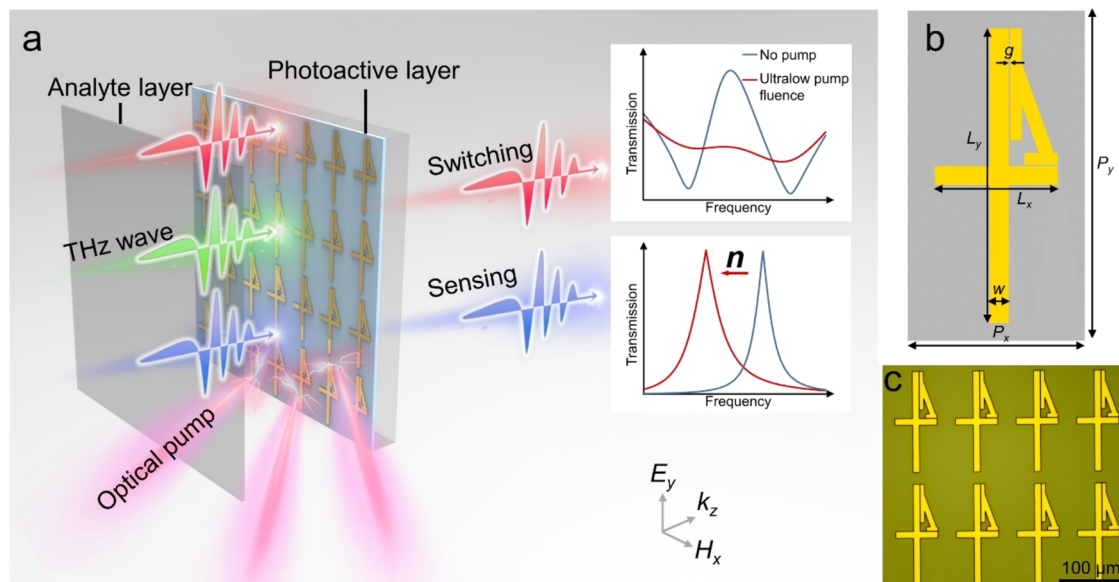 a
Analyte layer
Photoactive layer
THz wave
Optical pump
Switching
Sensing
Transmission
No pump
Ultralow pump
fluence
Frequency
Transmission
n
Frequency
E_y
k_z
H_x
b
g
L_y
P_y
L_x
w
P_x
c
100 μm